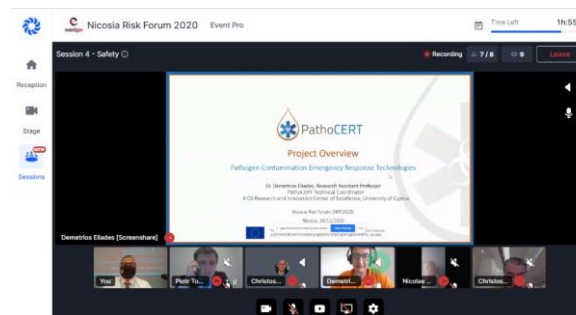 Nicosia Risk Forum 2020 Event Pro
Time Left
1h:55
Session 4 - Safety
Recording
7/8
9
Leave
Reception
Stage
Sessions
PathoCERT
Project Overview
Pathogen Contamination Emergency Response Technologies
Dr. Demetrios Eliades, Research Assistant Professor
PathoCERT Technical Coordinator
KIOS Research and Innovation Center of Excellence, University of Cyprus
Nicosia Risk Forum (NRF2020)
Demetrios Eliades [Screenshare]
You
Piotr To...
Christos...
Demetri...
Nicolae ...
Christos...